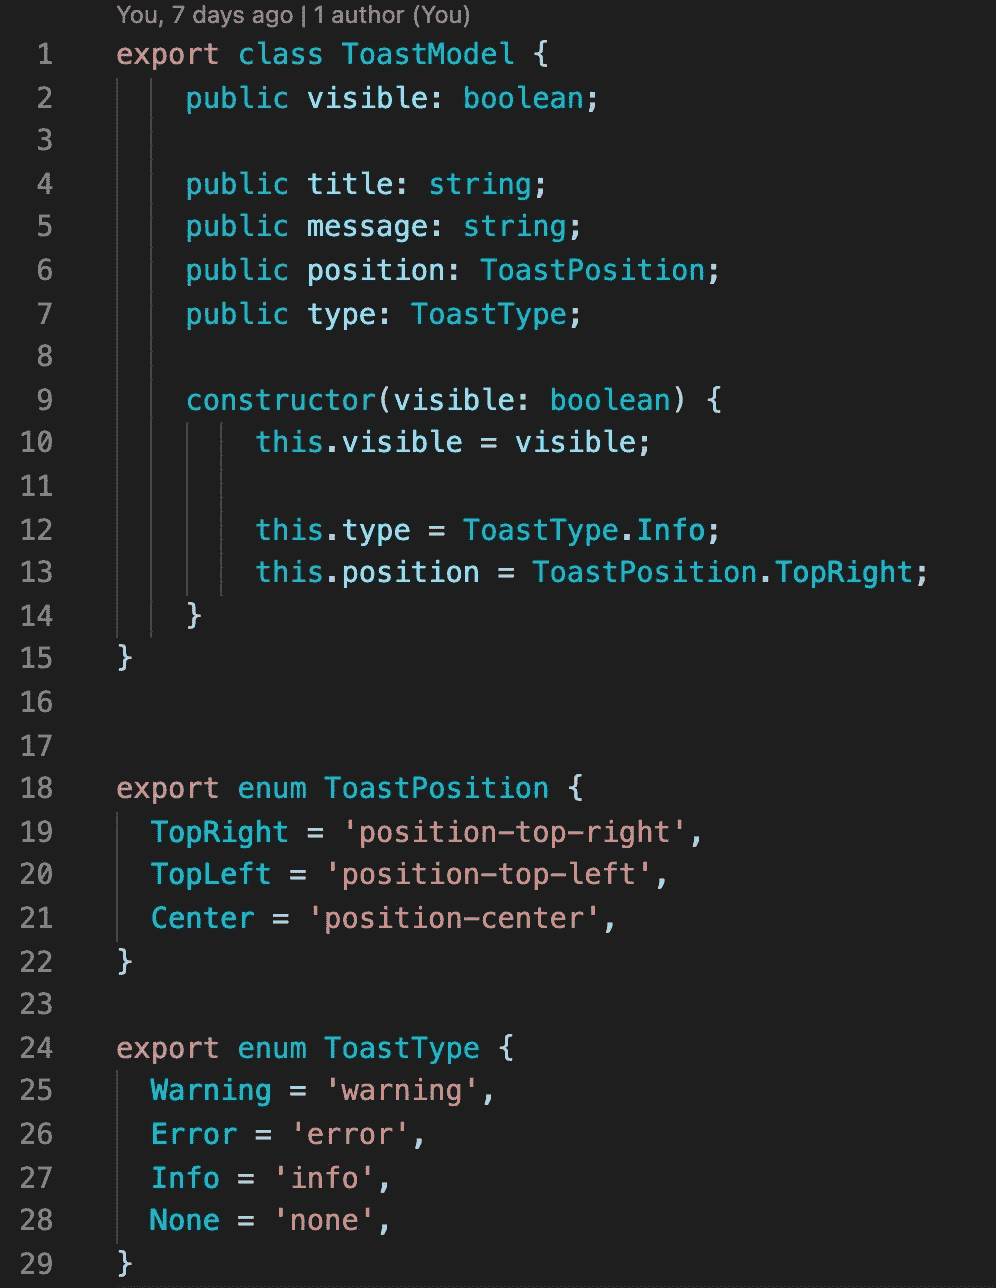 You, 7 days ago | 1 author (You)
1 export class ToastModel {
2     public visible: boolean;
3
4     public title: string;
5     public message: string;
6     public position: ToastPosition;
7     public type: ToastType;
8
9     constructor(visible: boolean) {
10         this.visible = visible;
11
12         this.type = ToastType.Info;
13         this.position = ToastPosition.TopRight;
14     }
15 }
16
17
18 export enum ToastPosition {
19   TopRight = 'position-top-right',
20   TopLeft = 'position-top-left',
21   Center = 'position-center',
22 }
23
24 export enum ToastType {
25   Warning = 'warning',
26   Error = 'error',
27   Info = 'info',
28   None = 'none',
29 }